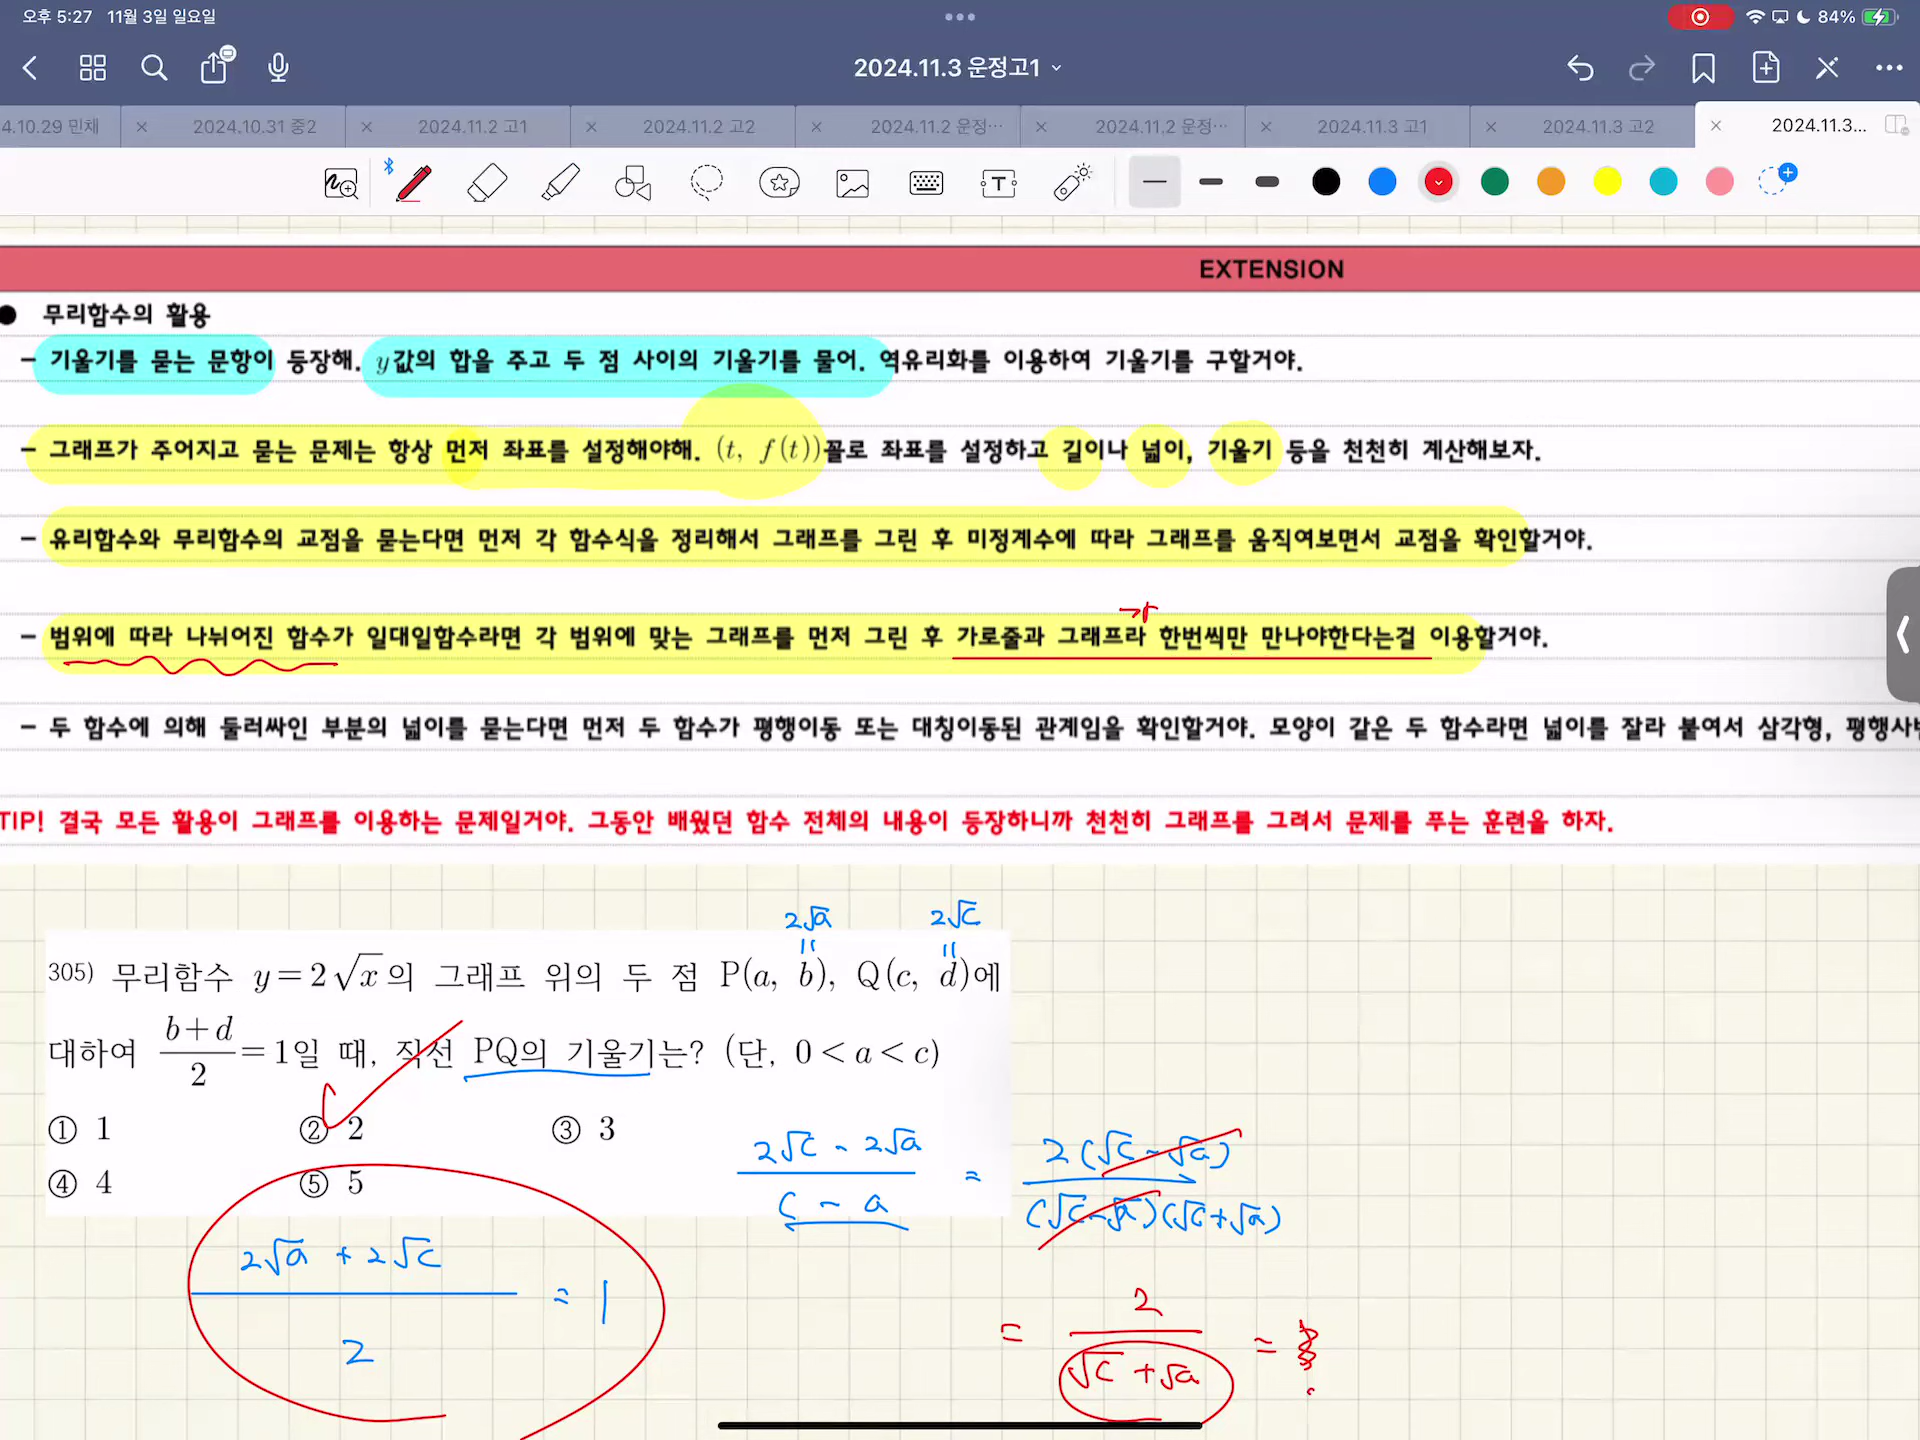 오후 5:27 11월 3일 일요일
84%
2024.11.3 운정고1
4.10.29 민채
2024.10.31 중2
2024.11.2 고1
2024.11.2 고2
2024.11.2 운정…
2024.11.2 운정…
2024.11.3 고1
2024.11.3 고2
2024.11.3...
EXTENSION
● 무리함수의 활용
- 기울기를 묻는 문항이 등장해. y값의 합을 주고 두 점 사이의 기울기를 물어. 역유리화를 이용하여 기울기를 구할거야.
- 그래프가 주어지고 묻는 문제는 항상 먼저 좌표를 설정해야해. (t, f(t))꼴로 좌표를 설정하고 길이나 넓이, 기울기 등을 천천히 계산해보자.
- 유리함수와 무리함수의 교점을 묻는다면 먼저 각 함수식을 정리해서 그래프를 그린 후 미정계수에 따라 그래프를 움직여보면서 교점을 확인할거야.
가
- 범위에 따라 나뉘어진 함수가 일대일함수라면 각 범위에 맞는 그래프를 먼저 그린 후 가로줄과 그래프라 한번씩만 만나야한다는걸 이용할거야.
- 두 함수에 의해 둘러싸인 부분의 넓이를 묻는다면 먼저 두 함수가 평행이동 또는 대칭이동된 관계임을 확인할거야. 모양이 같은 두 함수라면 넓이를 잘라 붙여서 삼각형, 평행사
TIP! 결국 모든 활용이 그래프를 이용하는 문제일거야. 그동안 배웠던 함수 전체의 내용이 등장하니까 천천히 그래프를 그려서 문제를 푸는 훈련을 하자.
2√a 2√c
305) 무리함수 y=2√x의 그래프 위의 두 점 P(a, b), Q(c, d)에
대하여 (b+d)/2=1일 때, 직선 PQ의 기울기는? (단, 0<a<c)
① 1 ② 2 ③ 3
④ 4 ⑤ 5
(2√c - 2√a)/(c - a) = 2(√c-√a)/(√c-√a)(√c+√a)
(2√a + 2√c)/2 = 1
= 2/(√c + √a) =